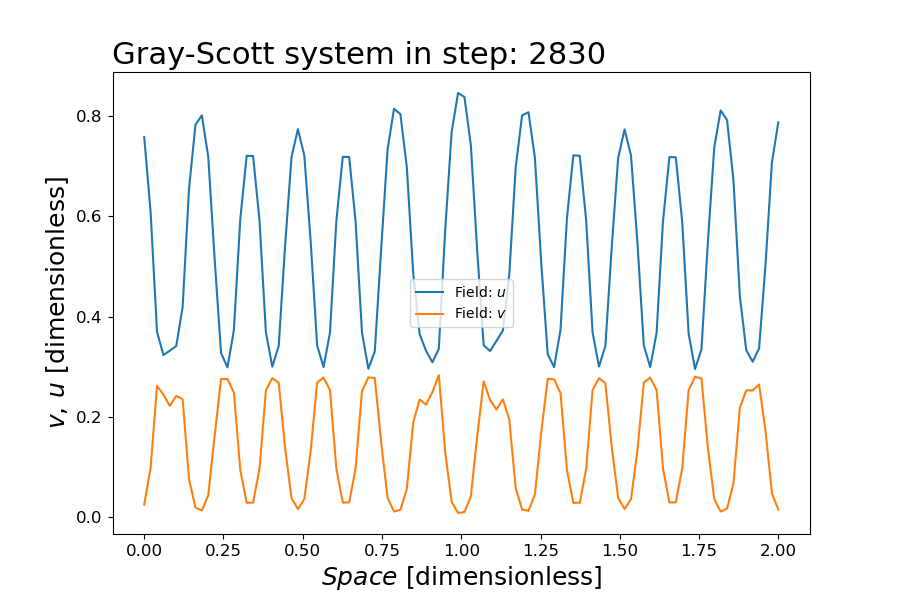 Gray-Scott system in step: 2830
v, u [dimensionless]
0.8
0.6
0.4
0.2
0.0
Field: u
Field: v
0.00 0.25 0.50 0.75 1.00 1.25 1.50 1.75 2.00
Space [dimensionless]